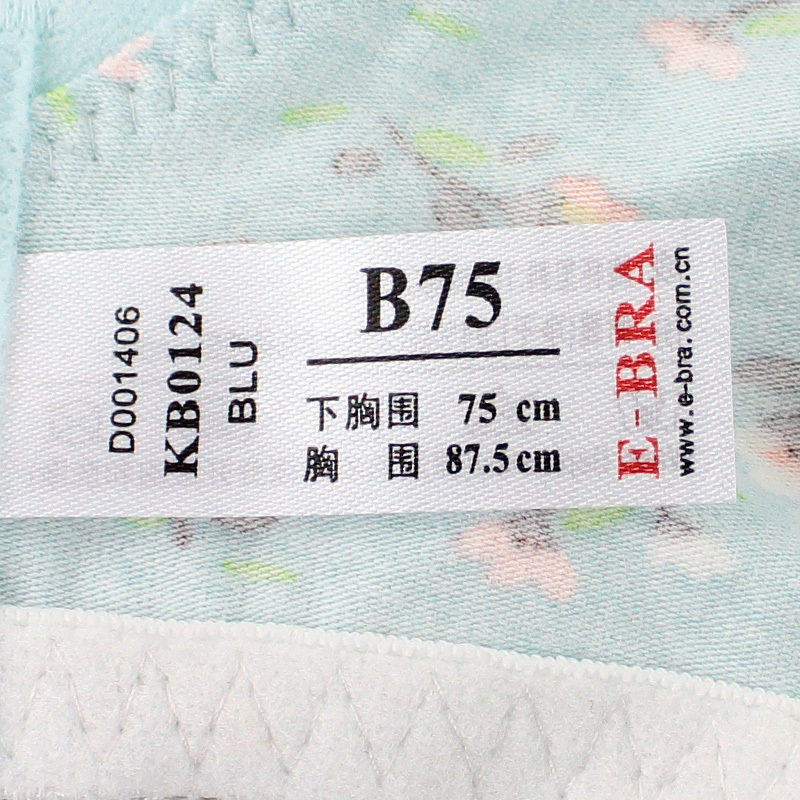 D001406
KB0124
BLU
B75
下胸围 75 cm
胸 围 87.5 cm
E-BRA
www.e-bra.com.cn